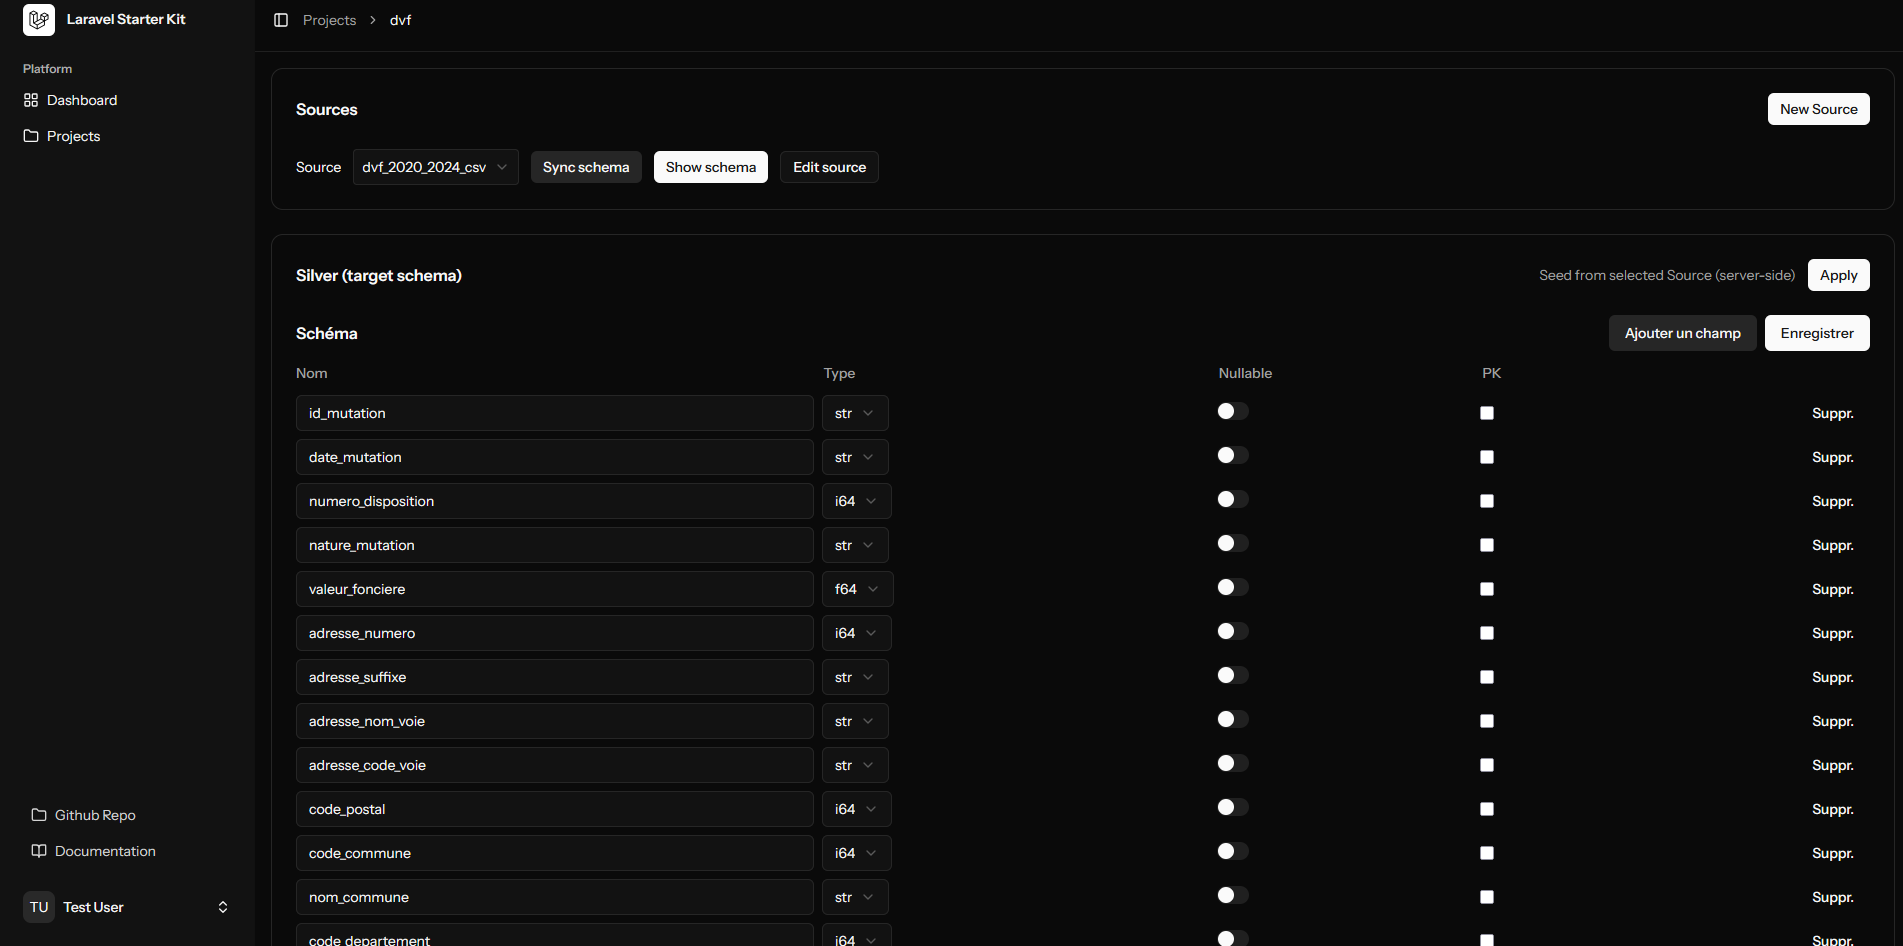 Laravel Starter Kit
Platform
Dashboard
Projects
Github Repo
Documentation
TU Test User
Projects > dvf
Sources
New Source
Source dvf_2020_2024_csv Sync schema Show schema Edit source
Silver (target schema)
Seed from selected Source (server-side) Apply
Schéma
Ajouter un champ Enregistrer
Nom Type Nullable PK
id_mutation str Suppr.
date_mutation str Suppr.
numero_disposition i64 Suppr.
nature_mutation str Suppr.
valeur_fonciere f64 Suppr.
adresse_numero i64 Suppr.
adresse_suffixe str Suppr.
adresse_nom_voie str Suppr.
adresse_code_voie str Suppr.
code_postal i64 Suppr.
code_commune i64 Suppr.
nom_commune str Suppr.
code_departement i64 Suppr.